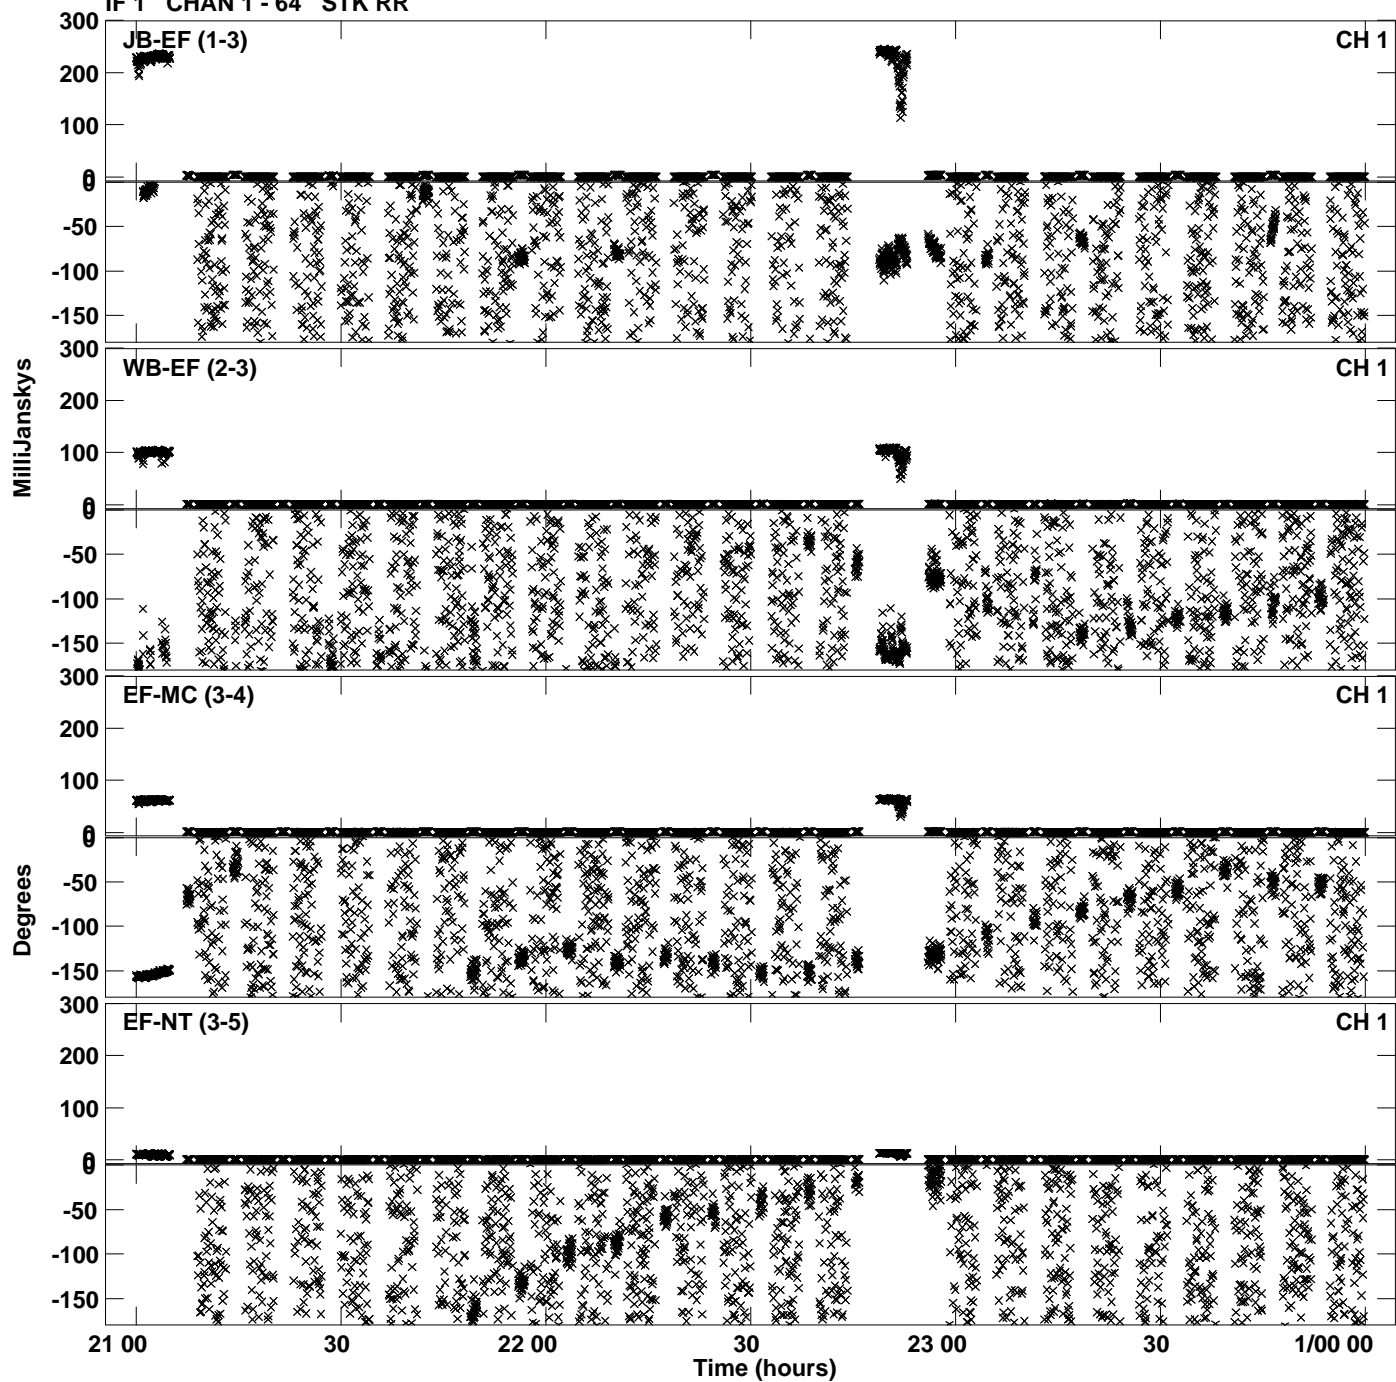 IF 1 CHAN 1 - 64 STK RR
300
JB-EF (1-3)
CH 1
200
100
0
0
-50
-100
-150
300
WB-EF (2-3)
CH 1
200
100
0
0
-50
-100
-150
300
EF-MC (3-4)
CH 1
200
100
0
0
-50
-100
-150
300
EF-NT (3-5)
CH 1
200
100
0
0
-50
-100
-150
MilliJanskys
Degrees
21 00 30 22 00 30 23 00 30 1/00 00
Time (hours)